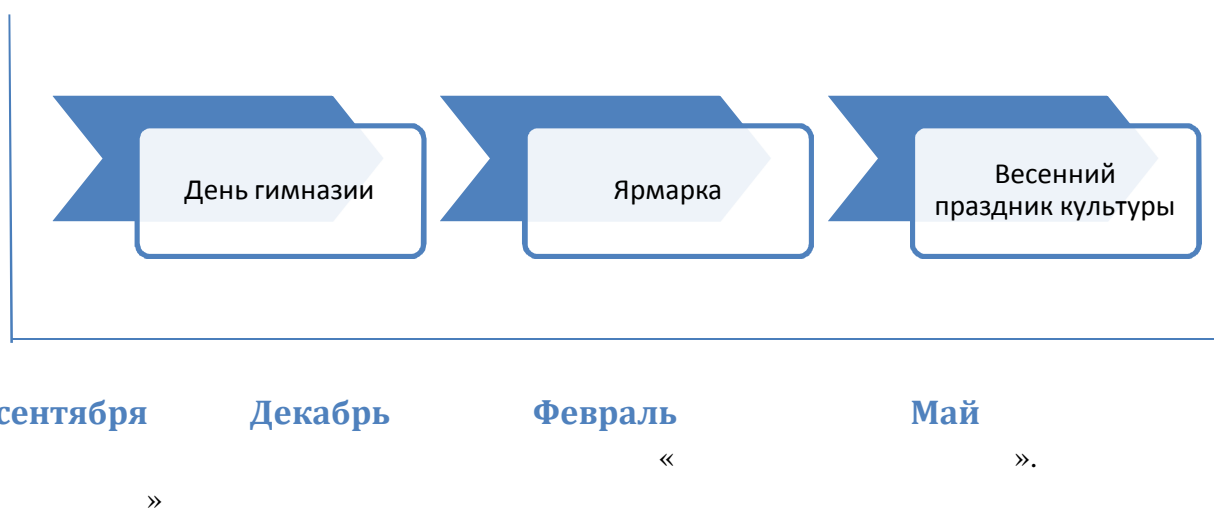 День гимназии
Ярмарка
Весенний
праздник культуры
сентября Декабрь Февраль Май
« ».
»